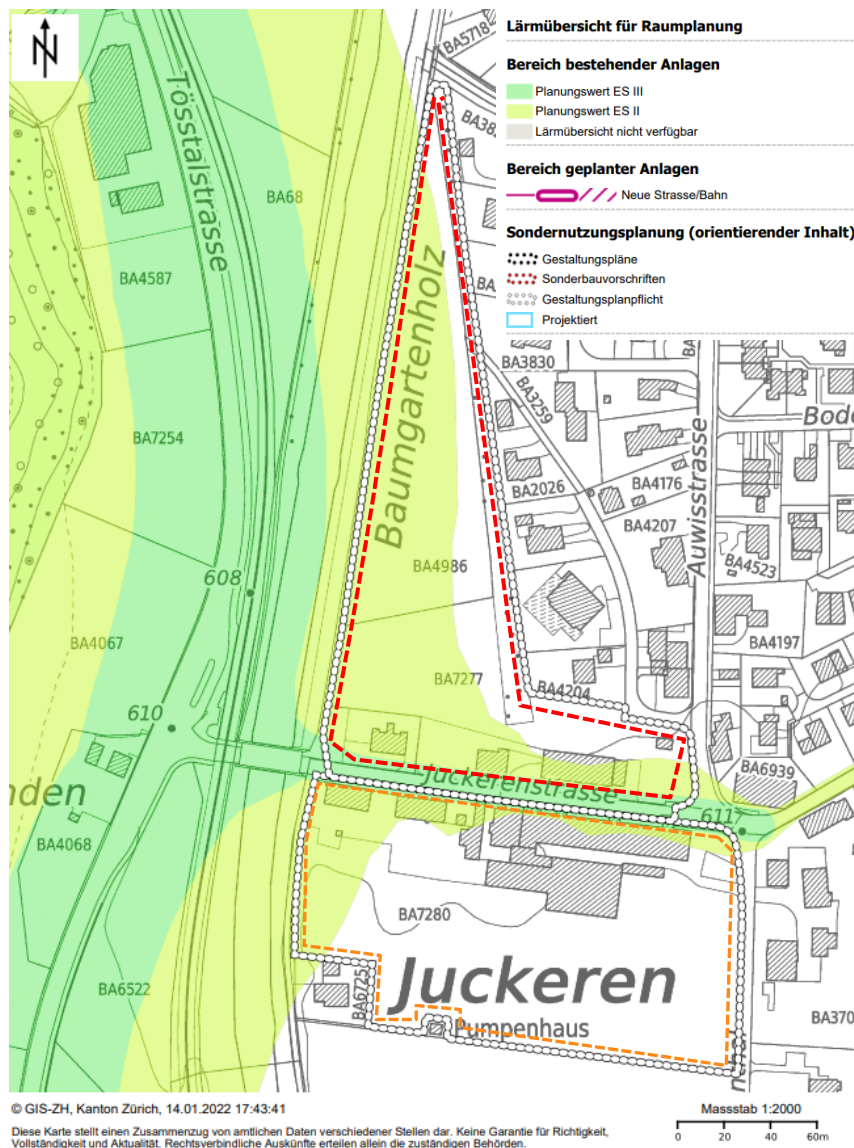 N
Lärmübersicht für Raumplanung
Bereich bestehender Anlagen
Planungswert ES III
Planungswert ES II
Lärmübersicht nicht verfügbar
Bereich geplanter Anlagen
Neue Strasse/Bahn
Sondernutzungsplanung (orientierender Inhalt)
Gestaltungspläne
Sonderbauvorschriften
Gestaltungsplanpflicht
Projektiert
BA5718
Tösstalstrasse
BA68
BA4587
Baumgartenholz
BA3830
BA3259
Auwisstrasse
BA7254
BA2026
BA4176
BA4207
BA4986
BA4523
608
BA4067
BA4197
BA7277
BA4204
610
Juckerenstrasse
BA6939
nden
6117
BA4068
BA7280
BA6725
Juckeren
BA6522
Pumpenhaus
BA370
© GIS-ZH, Kanton Zürich, 14.01.2022 17:43:41
Massstab 1:2000
Diese Karte stellt einen Zusammenzug von amtlichen Daten verschiedener Stellen dar. Keine Garantie für Richtigkeit,
Vollständigkeit und Aktualität. Rechtsverbindliche Auskünfte erteilen allein die zuständigen Behörden.
0 20 40 60m